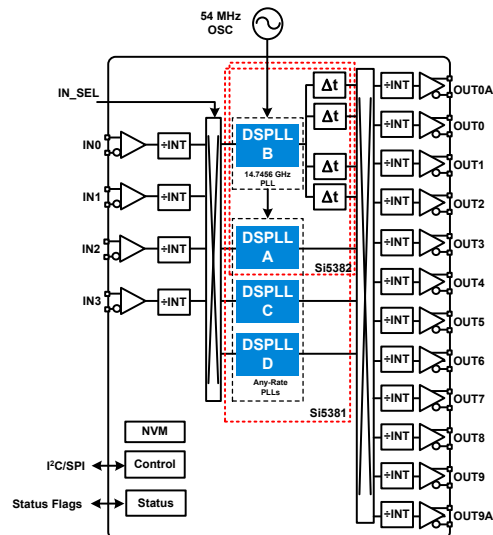 54 MHz
OSC
IN_SEL
IN0
÷INT
IN1
÷INT
IN2
÷INT
IN3
÷INT
DSPLL
B
14.7456 GHz
PLL
Δt
Δt
Δt
Δt
DSPLL
A
Si5382
DSPLL
C
DSPLL
D
Any-Rate
PLLs
Si5381
÷INT
OUT0A
÷INT
OUT0
÷INT
OUT1
÷INT
OUT2
÷INT
OUT3
÷INT
OUT4
÷INT
OUT5
÷INT
OUT6
÷INT
OUT7
÷INT
OUT8
÷INT
OUT9
÷INT
OUT9A
NVM
I²C/SPI
Control
Status Flags
Status